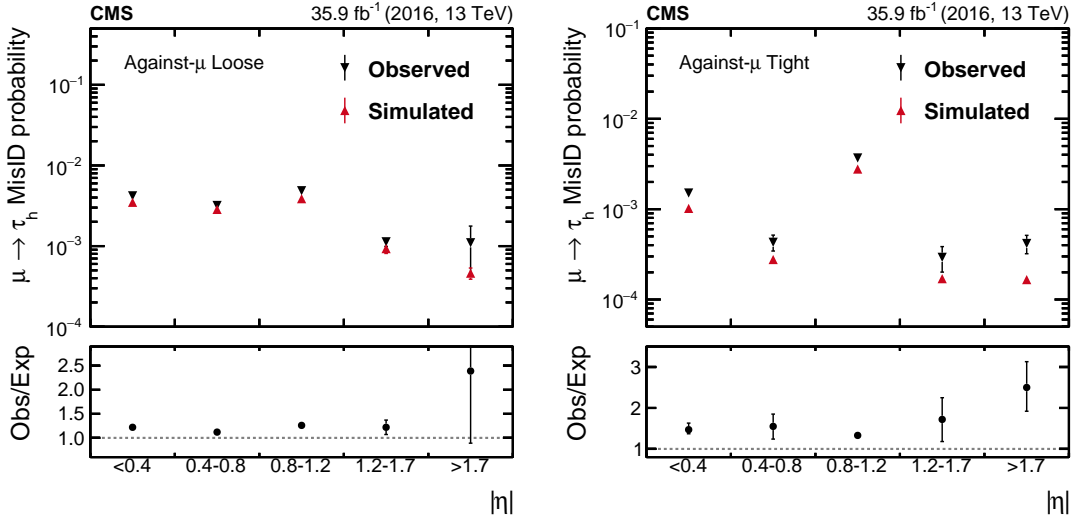 CMS 35.9 fb⁻¹ (2016, 13 TeV)
μ → τ_h MisID probability
Against-μ Loose
Observed
Simulated
10⁻¹
10⁻²
10⁻³
10⁻⁴
Obs/Exp
2.5
2.0
1.5
1.0
<0.4 0.4-0.8 0.8-1.2 1.2-1.7 >1.7
|η|
CMS 35.9 fb⁻¹ (2016, 13 TeV)
μ → τ_h MisID probability
Against-μ Tight
Observed
Simulated
10⁻¹
10⁻²
10⁻³
10⁻⁴
Obs/Exp
3
2
1
<0.4 0.4-0.8 0.8-1.2 1.2-1.7 >1.7
|η|